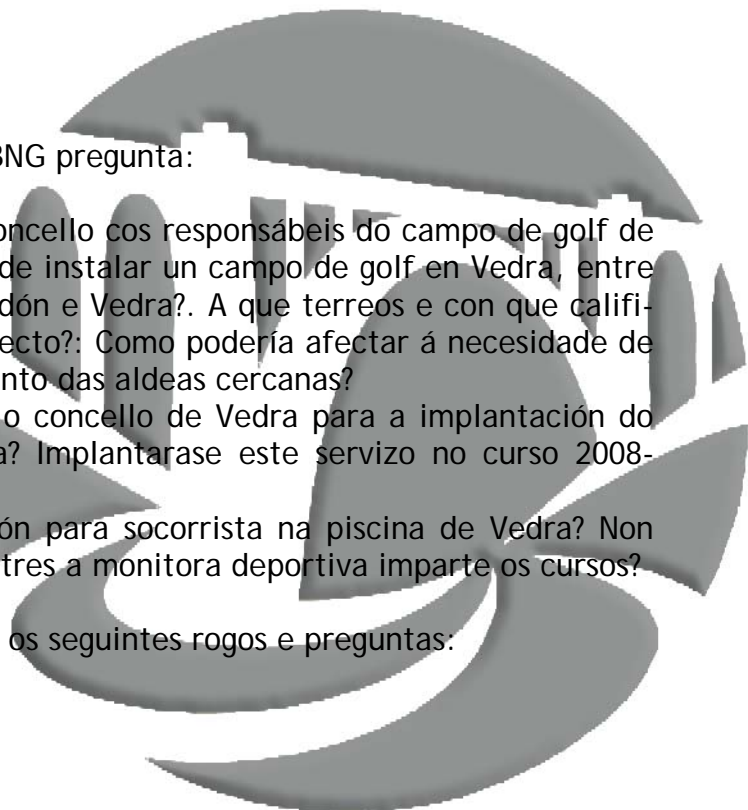 BNG pregunta:
oncello cos responsábeis do campo de golf de
de instalar un campo de golf en Vedra, entre
dón e Vedra?. A que terreos e con que califi-
ecto?: Como podería afectar á necesidade de
nto das aldeas cercanas?
o concello de Vedra para a implantación do
a? Implantarase este servizo no curso 2008-
ón para socorrista na piscina de Vedra? Non
tres a monitora deportiva imparte os cursos?
os seguintes rogos e preguntas: